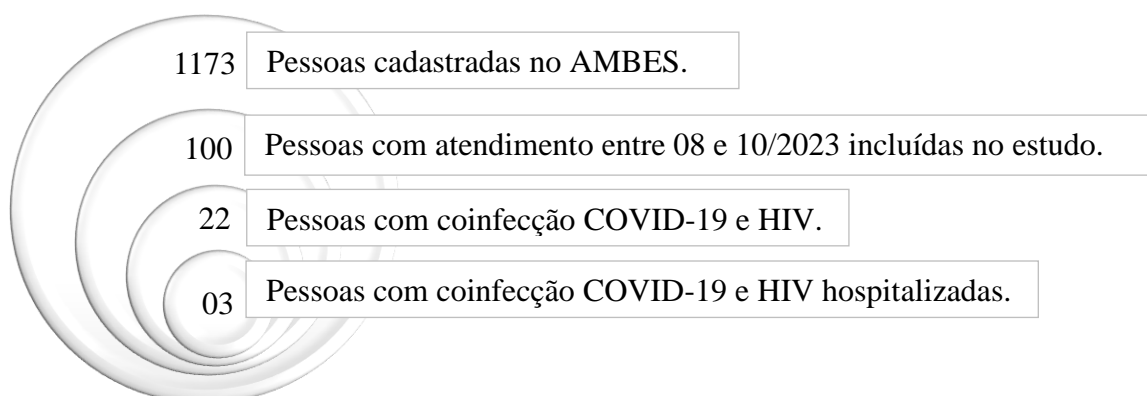 1173 Pessoas cadastradas no AMBES.
100 Pessoas com atendimento entre 08 e 10/2023 incluídas no estudo.
22 Pessoas com coinfecção COVID-19 e HIV.
03 Pessoas com coinfecção COVID-19 e HIV hospitalizadas.